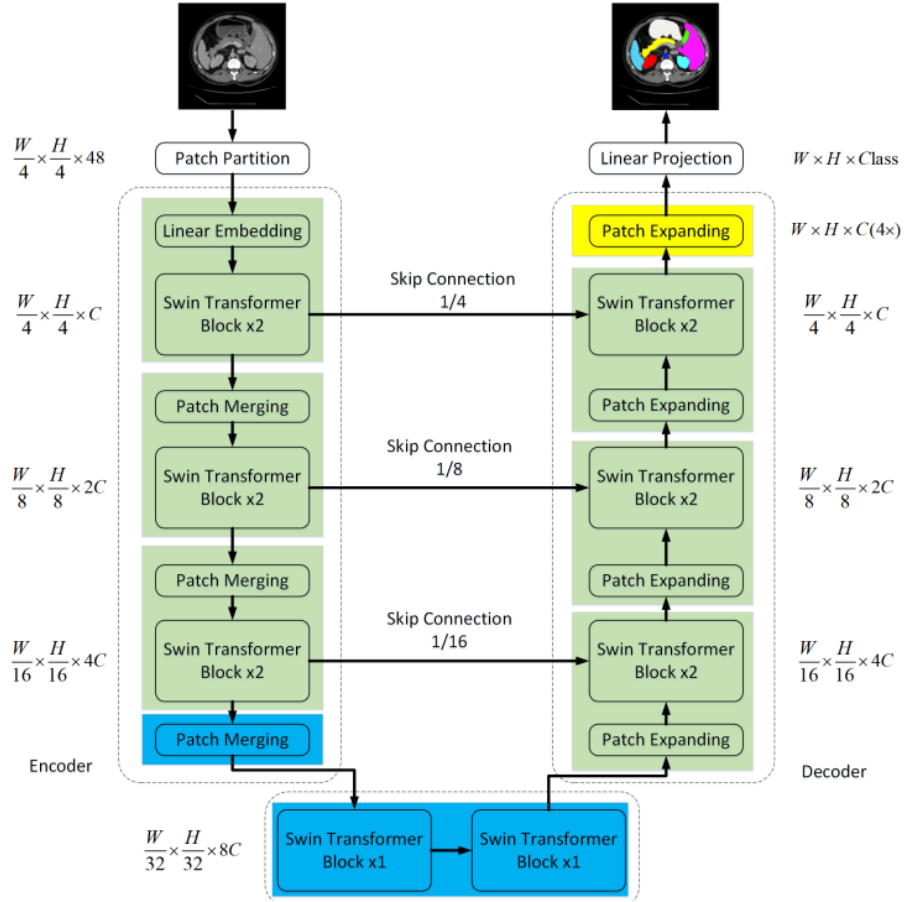 W/4 × H/4 × 48
Patch Partition
Linear Projection
W × H × Class
Linear Embedding
Patch Expanding
W × H × C(4×)
W/4 × H/4 × C
Swin Transformer
Block x2
Skip Connection
1/4
Swin Transformer
Block x2
W/4 × H/4 × C
Patch Merging
Patch Expanding
W/8 × H/8 × 2C
Swin Transformer
Block x2
Skip Connection
1/8
Swin Transformer
Block x2
W/8 × H/8 × 2C
Patch Merging
Patch Expanding
W/16 × H/16 × 4C
Swin Transformer
Block x2
Skip Connection
1/16
Swin Transformer
Block x2
W/16 × H/16 × 4C
Patch Merging
Patch Expanding
Encoder
Decoder
W/32 × H/32 × 8C
Swin Transformer
Block x1
Swin Transformer
Block x1